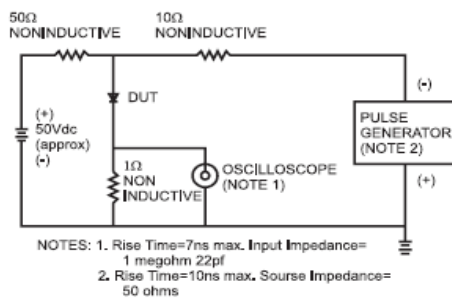 50Ω
NONINDUCTIVE
10Ω
NONINDUCTIVE
(+)
50Vdc
(approx)
(-)
DUT
1Ω
NON
INDUCTIVE
OSCILLOSCOPE
(NOTE 1)
(-)
PULSE
GENERATOR
(NOTE 2)
(+)
NOTES: 1. Rise Time=7ns max. Input Impedance=
1 megohm 22pf
2. Rise Time=10ns max. Sourse Impedance=
50 ohms